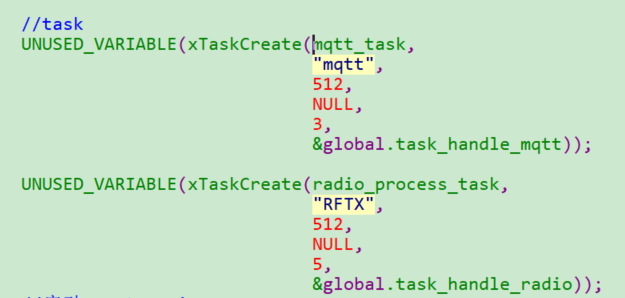 //task
UNUSED_VARIABLE(xTaskCreate(mqtt_task,
"mqtt",
512,
NULL,
3,
&global.task_handle_mqtt));
UNUSED_VARIABLE(xTaskCreate(radio_process_task,
"RFTX",
512,
NULL,
5,
&global.task_handle_radio));